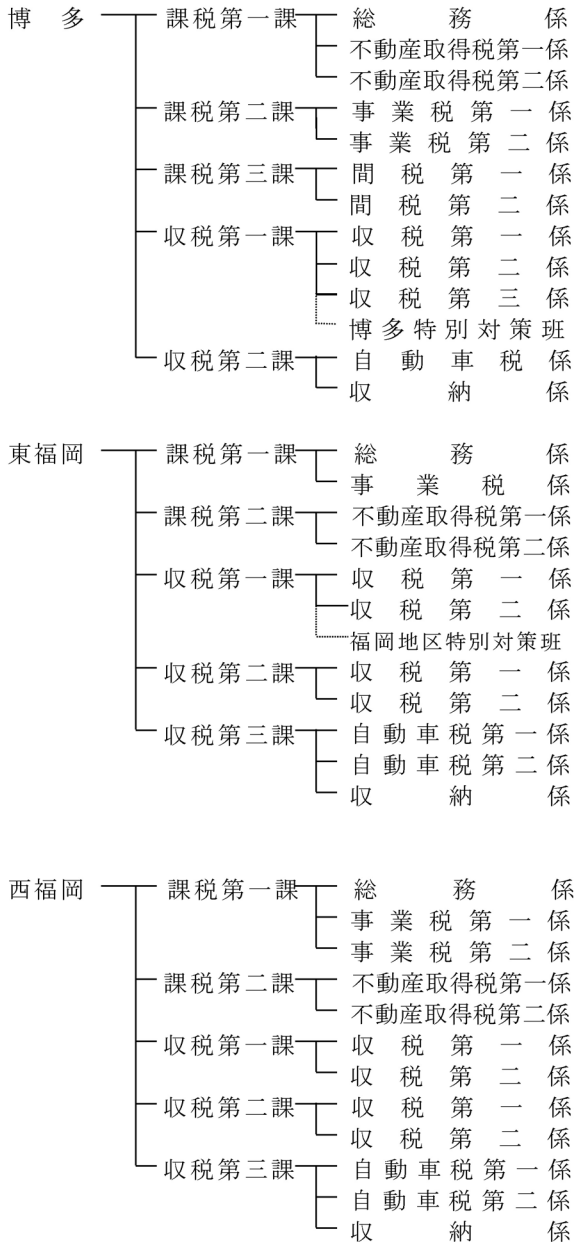 博多 課税第一課 総務係
不動産取得税第一係
不動産取得税第二係
課税第二課 事業税第一係
事業税第二係
課税第三課 間税第一係
間税第二係
収税第一課 収税第一係
収税第二係
収税第三係
博多特別対策班
収税第二課 自動車税係
収納係
東福岡 課税第一課 総務係
事業税係
課税第二課 不動産取得税第一係
不動産取得税第二係
収税第一課 収税第一係
収税第二係
福岡地区特別対策班
収税第二課 収税第一係
収税第二係
収税第三課 自動車税第一係
自動車税第二係
収納係
西福岡 課税第一課 総務係
事業税第一係
事業税第二係
課税第二課 不動産取得税第一係
不動産取得税第二係
収税第一課 収税第一係
収税第二係
収税第二課 収税第一係
収税第二係
収税第三課 自動車税第一係
自動車税第二係
収納係